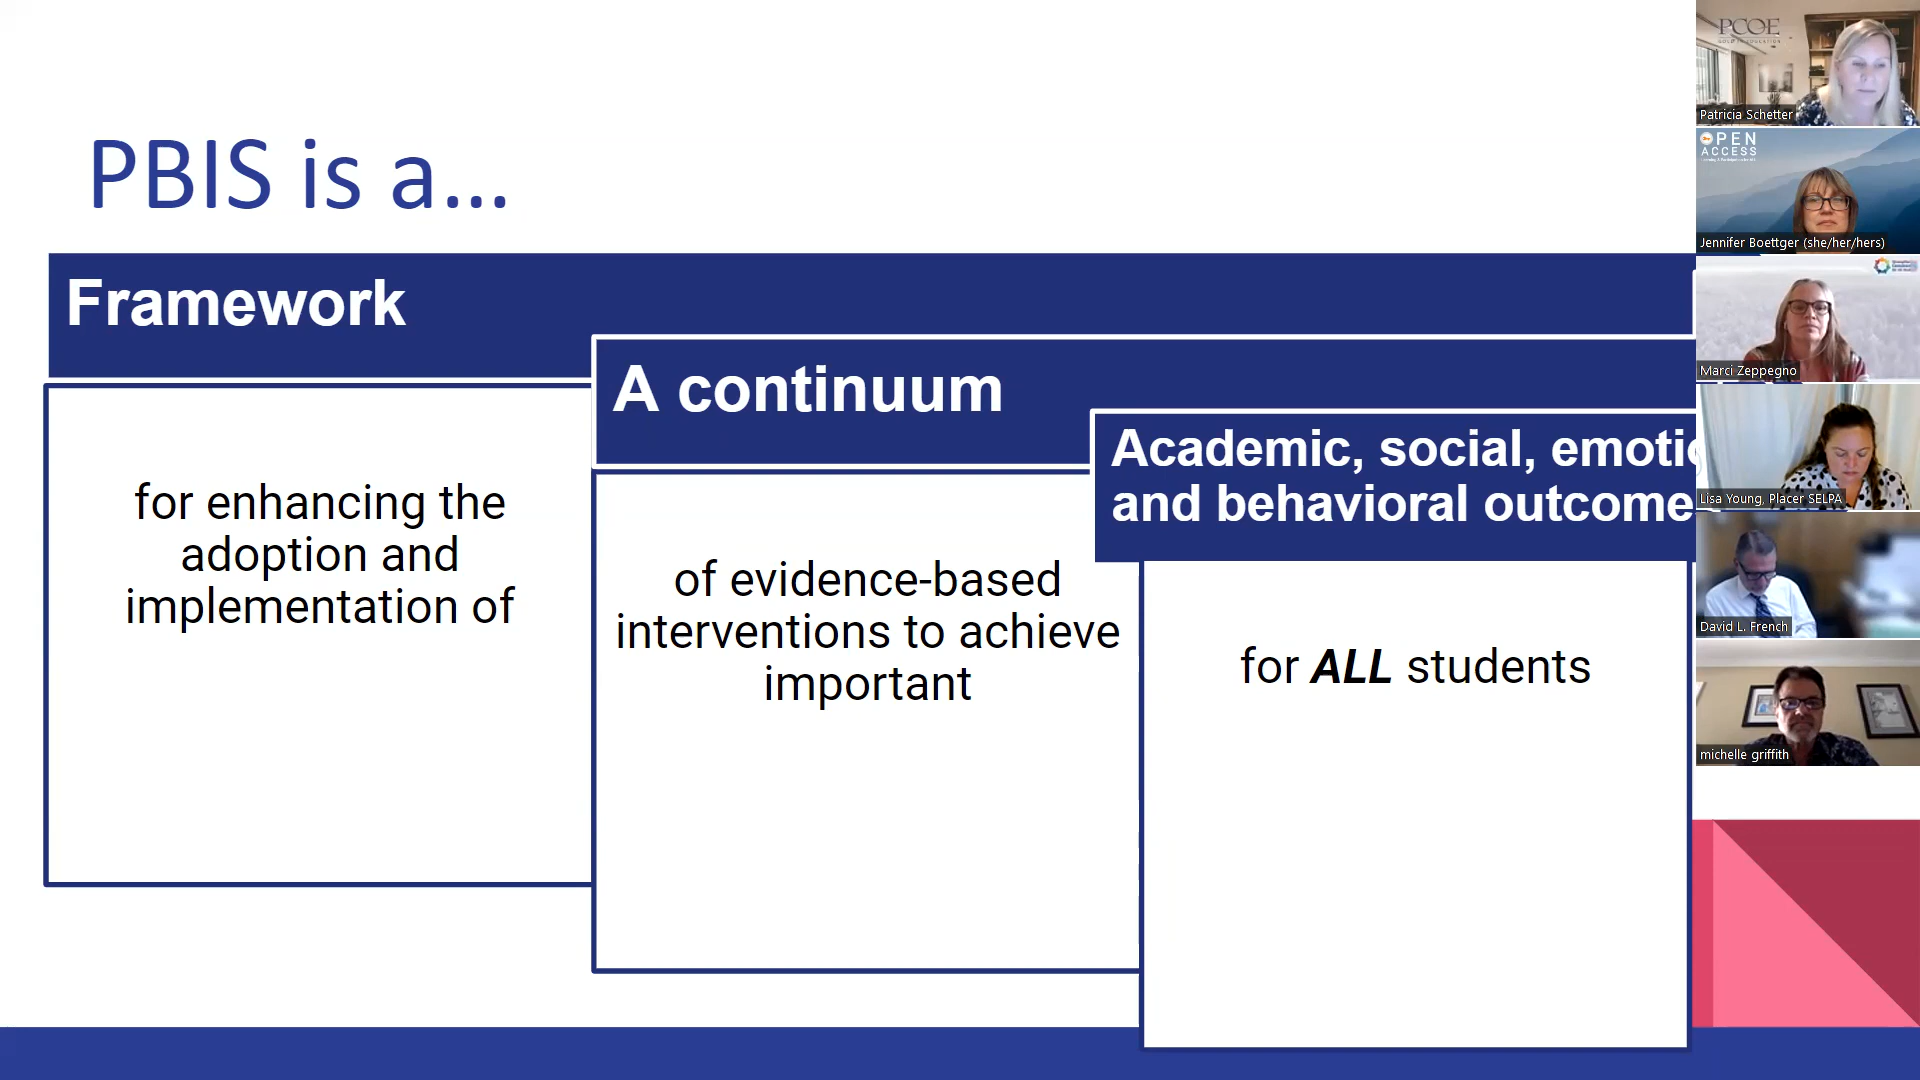 PBIS is a...
Framework
for enhancing the
adoption and
implementation of
A continuum
of evidence-based
interventions to achieve
important
Academic, social, emotio
and behavioral outcome
for ALL students
PCOE
Patricia Schetter
OPEN
ACCESS
Jennifer Boettger (she/her/hers)
Marci Zeppegno
Lisa Young, Placer SELPA
David L. French
michelle griffith